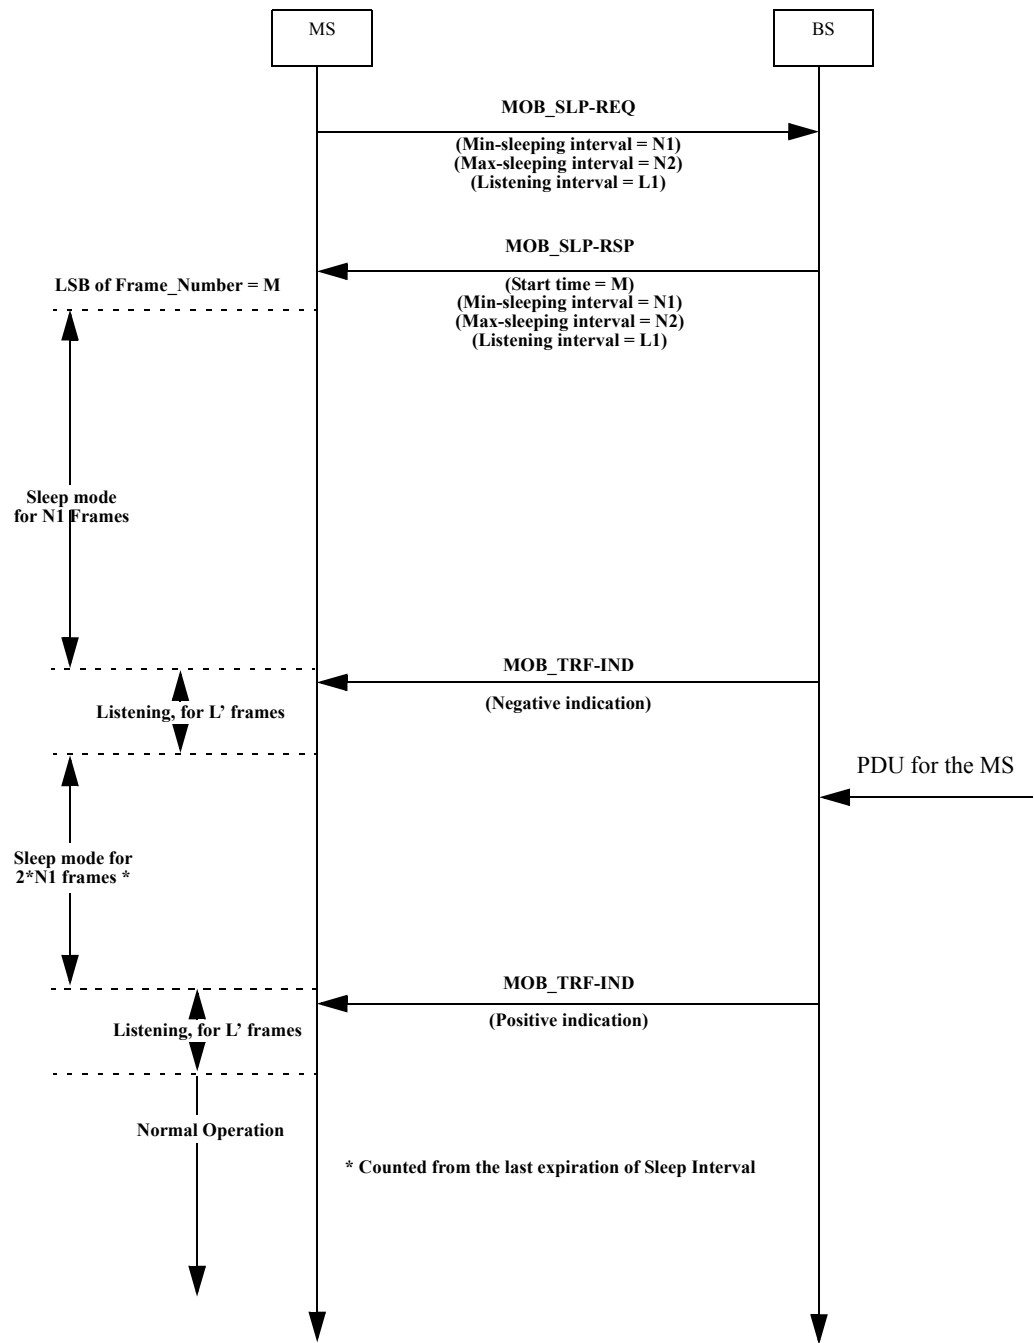 MS
BS
MOB_SLP-REQ
(Min-sleeping interval = N1)
(Max-sleeping interval = N2)
(Listening interval = L1)
MOB_SLP-RSP
LSB of Frame_Number = M
(Start time = M)
(Min-sleeping interval = N1)
(Max-sleeping interval = N2)
(Listening interval = L1)
Sleep mode
for N1 Frames
MOB_TRF-IND
(Negative indication)
Listening, for L’ frames
PDU for the MS
Sleep mode for
2*N1 frames *
MOB_TRF-IND
(Positive indication)
Listening, for L’ frames
Normal Operation
* Counted from the last expiration of Sleep Interval